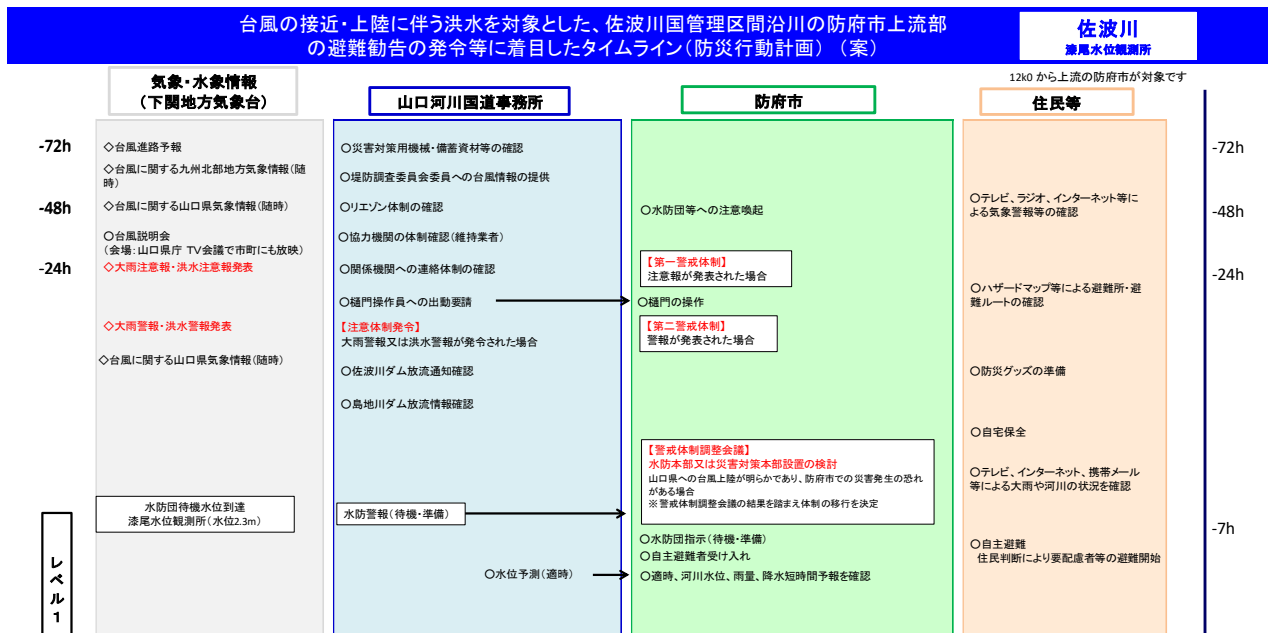 台風の接近・上陸に伴う洪水を対象とした、佐波川国管理区間沿川の防府市上流部
の避難勧告の発令等に着目したタイムライン(防災行動計画) (案)
佐波川
漆尾水位観測所
12k0 から上流の防府市が対象です
気象・水象情報
(下関地方気象台)
山口河川国道事務所
防府市
住民等
-72h
-48h
-24h
レベル1
◇台風進路予報
◇台風に関する九州北部地方気象情報(随
時)
◇台風に関する山口県気象情報(随時)
○台風説明会
(会場:山口県庁 TV会議で市町にも放映)
◇大雨注意報・洪水注意報発表
◇大雨警報・洪水警報発表
◇台風に関する山口県気象情報(随時)
水防団待機水位到達
漆尾水位観測所(水位2.3m)
○災害対策用機械・備蓄資材等の確認
○堤防調査委員会委員への台風情報の提供
○リエゾン体制の確認
○協力機関の体制確認(維持業者)
○関係機関への連絡体制の確認
○樋門操作員への出動要請
【注意体制発令】
大雨警報又は洪水警報が発令された場合
○佐波川ダム放流通知確認
○島地川ダム放流情報確認
水防警報(待機・準備)
○水位予測(適時)
○水防団等への注意喚起
【第一警戒体制】
注意報が発表された場合
○樋門の操作
【第二警戒体制】
警報が発表された場合
【警戒体制調整会議】
水防本部又は災害対策本部設置の検討
山口県への台風上陸が明らかであり、防府市での災害発生の恐れ
がある場合
※警戒体制調整会議の結果を踏まえ体制の移行を決定
○水防団指示(待機・準備)
○自主避難者受け入れ
○適時、河川水位、雨量、降水短時間予報を確認
○テレビ、ラジオ、インターネット等に
よる気象警報等の確認
○ハザードマップ等による避難所・避
難ルートの確認
○防災グッズの準備
○自宅保全
○テレビ、インターネット、携帯メール
等による大雨や河川の状況を確認
○自主避難
住民判断により要配慮者等の避難開始
-72h
-48h
-24h
-7h